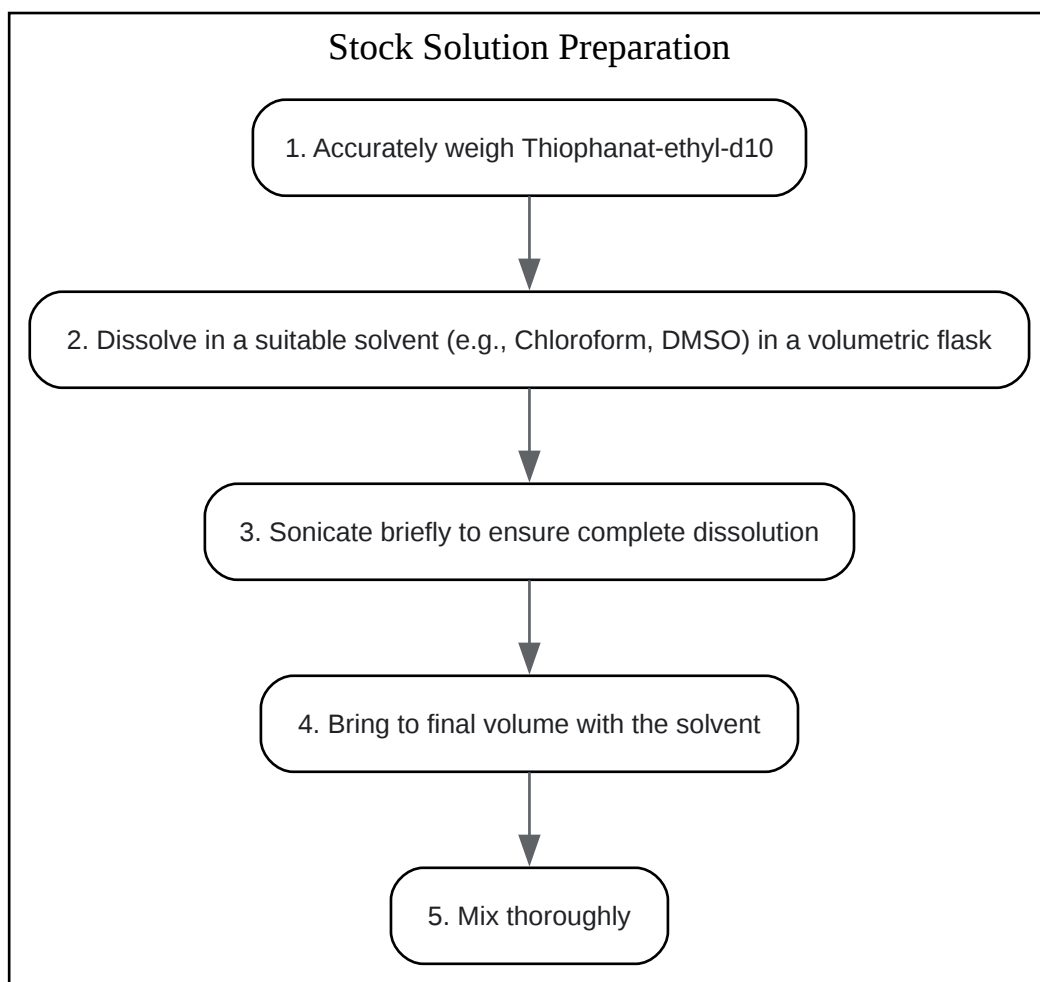 Stock Solution Preparation
1. Accurately weigh Thiophanat-ethyl-d10
2. Dissolve in a suitable solvent (e.g., Chloroform, DMSO) in a volumetric flask
3. Sonicate briefly to ensure complete dissolution
4. Bring to final volume with the solvent
5. Mix thoroughly